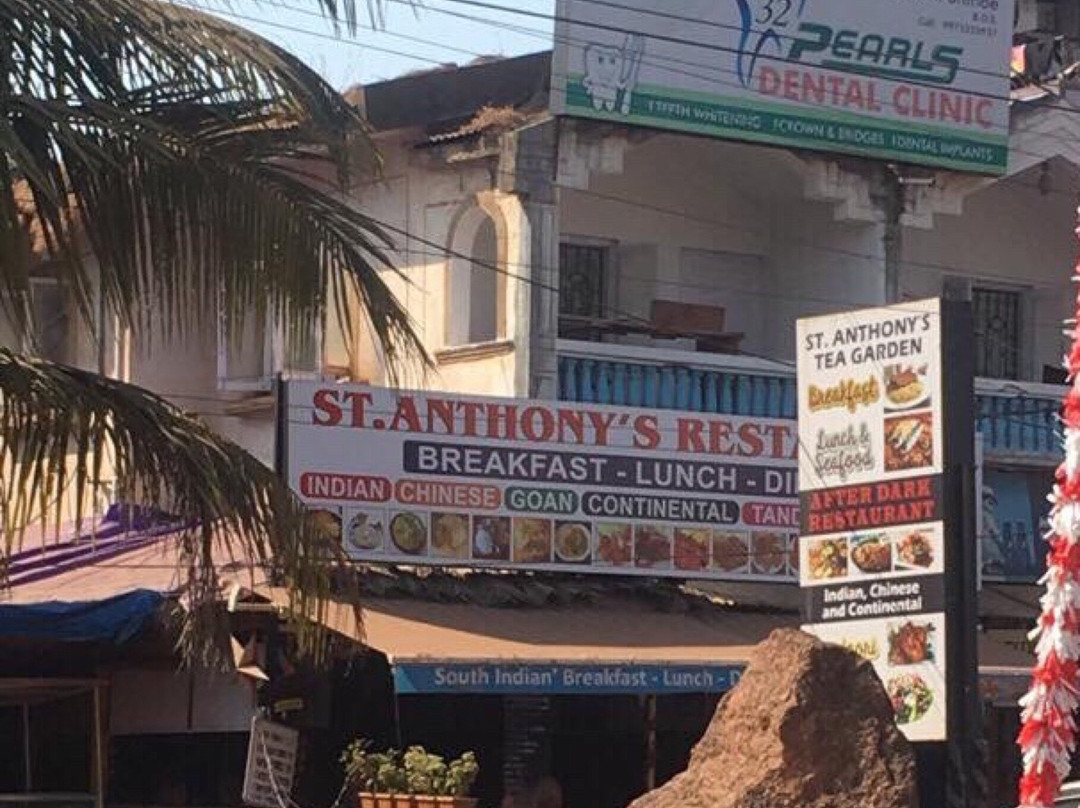 32
PEARLS
DENTAL CLINIC
TEETH WHITENING CROWN & BRIDGES DENTAL IMPLANTS
ST.ANTHONY'S REST
BREAKFAST - LUNCH - DI
INDIAN CHINESE GOAN CONTINENTAL TAND
South Indian' Breakfast - Lunch - D
ST. ANTHONY'S
TEA GARDEN
Breakfast
Lunch &
Seafood
AFTER DARK
RESTAURANT
Indian, Chinese
and Continental